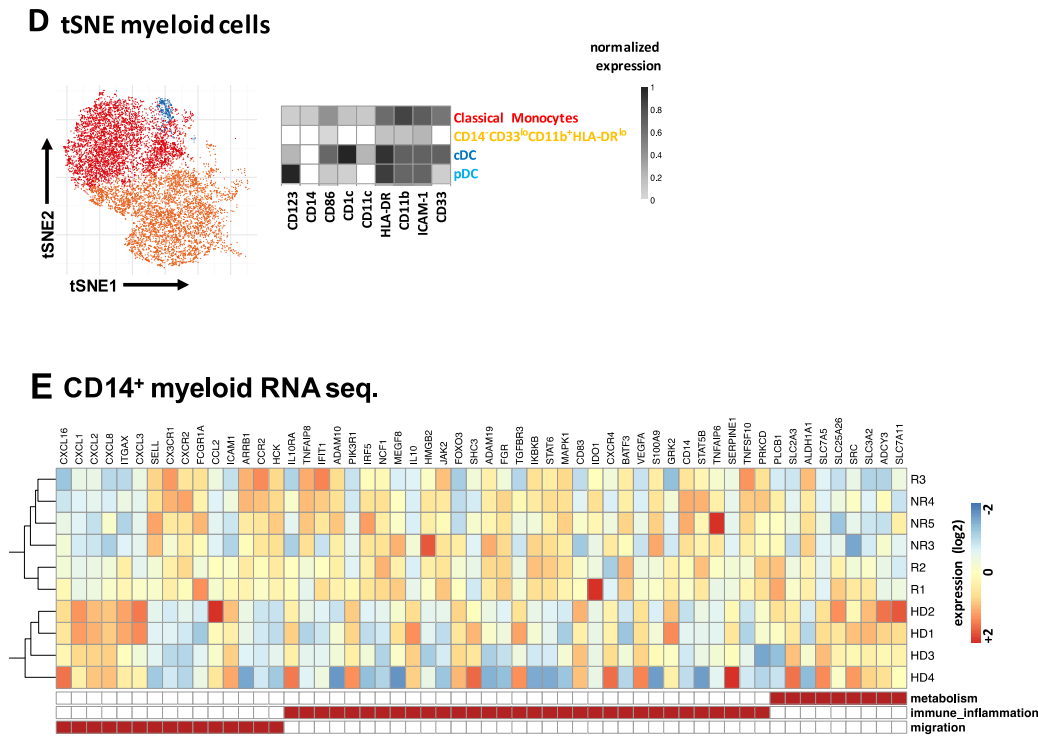 D tSNE myeloid cells
normalized
expression
1
0.8
0.6
0.4
0.2
0
Classical Monocytes
CD14⁻CD33ˡᵒCD11b⁺HLA-DRˡᵒ
cDC
pDC
CD123
CD14
CD86
CD1c
CD11c
HLA-DR
CD11b
ICAM-1
CD33
tSNE2
tSNE1
E CD14⁺ myeloid RNA seq.
CXCL16
CXCL1
CXCL2
CXCL8
ITGAX
CXCL3
SELL
CX3CR1
CXCR2
FCGR1A
CCL2
ICAM1
ARRB1
CCR2
HCK
IL10RA
TNFAIP8
IFIT1
ADAM10
PIK3R1
IRF5
NCF1
MEGF8
IL10
HMGB2
JAK2
FOXO3
SHC3
ADAM19
FGR
TGFBR3
IKBKB
STAT6
MAPK1
CD83
IDO1
CXCR4
BATF3
VEGFA
S100A9
GRK2
CD14
STAT5B
TNFAIP6
SERPINE1
TNFSF10
PRKCD
PLCB1
SLC2A3
ALDH1A1
SLC7A5
SLC25A26
SRC
SLC3A2
ADCY3
SLC7A11
R3
NR4
NR5
NR3
R2
R1
HD2
HD1
HD3
HD4
expression (log2)
-2
0
+2
metabolism
immune_inflammation
migration